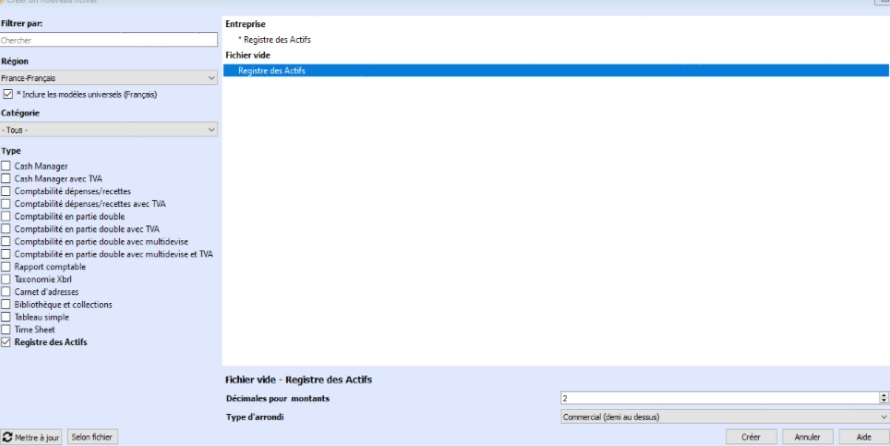 Créer un nouveau fichier
Filtrer par:
Chercher
Région
France-Français
* Inclure les modèles universels (Français)
Catégorie
- Tous -
Type
Cash Manager
Cash Manager avec TVA
Comptabilité dépenses/recettes
Comptabilité dépenses/recettes avec TVA
Comptabilité en partie double
Comptabilité en partie double avec TVA
Comptabilité en partie double avec multidevise
Comptabilité en partie double avec multidevise et TVA
Rapport comptable
Taxonomie Xbrl
Carnet d'adresses
Bibliothèque et collections
Tableau simple
Time Sheet
Registre des Actifs
Mettre à jour
Selon fichier
Entreprise
* Registre des Actifs
Fichier vide
Registre des Actifs
Fichier vide - Registre des Actifs
Décimales pour montants
2
Type d'arrondi
Commercial (demi au dessus)
Créer
Annuler
Aide